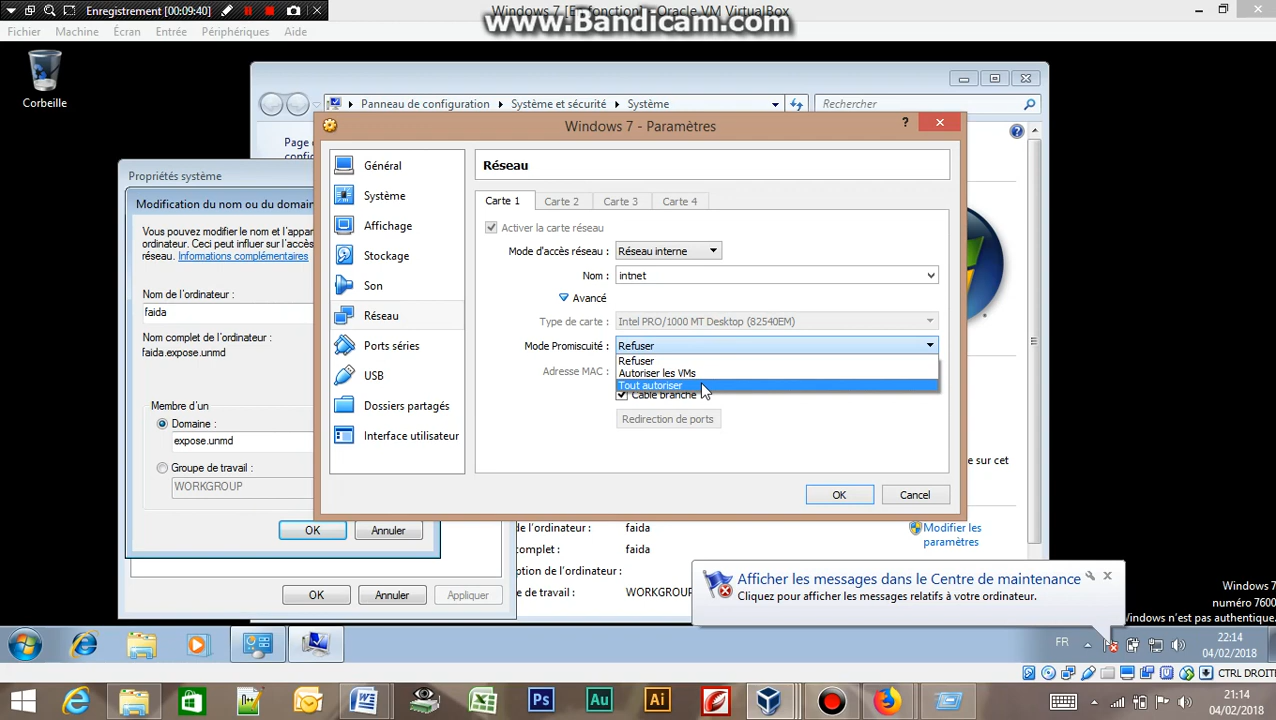 Enregistrement (00:09:40)
Windows 7 [En fonction] - Oracle VM VirtualBox
www.Bandicam.com
Fichier Machine Écran Entrée Périphériques Aide
Corbeille
Panneau de configuration Système et sécurité Système
Rechercher
Page d
confi
Propriétés système
Modification du nom ou du domain
Vous pouvez modifier le nom et l'appar
ordinateur. Ceci peut influer sur l'accès
réseau. Informations complémentaires
Nom de l'ordinateur :
faida
Nom complet de l'ordinateur :
faida.expose.unmd
Membre d'un
Domaine :
expose.unmd
Groupe de travail :
WORKGROUP
OK Annuler
OK Annuler Appliquer
Windows 7 - Paramètres
?
Général
Système
Affichage
Stockage
Son
Réseau
Ports séries
USB
Dossiers partagés
Interface utilisateur
Réseau
Carte 1 Carte 2 Carte 3 Carte 4
Activer la carte réseau
Mode d'accès réseau : Réseau interne
Nom : intnet
Avancé
Type de carte : Intel PRO/1000 MT Desktop (82540EM)
Mode Promiscuité : Refuser
Refuser
Autoriser les VMs
Tout autoriser
Adresse MAC :
Câble branché
Redirection de ports
OK Cancel
e sur cet
m de l'ordinateur : faida
complet : faida
ription de l'ordinateur :
e de travail : WORKGROUP
Modifier les
paramètres
Afficher les messages dans le Centre de maintenance
Cliquez pour afficher les messages relatifs à votre ordinateur.
Windows 7
numéro 7600
Windows n'est pas authentique.
FR
22:14
04/02/2018
CTRL DROITE
W Ps Au Ai
21:14
04/02/2018